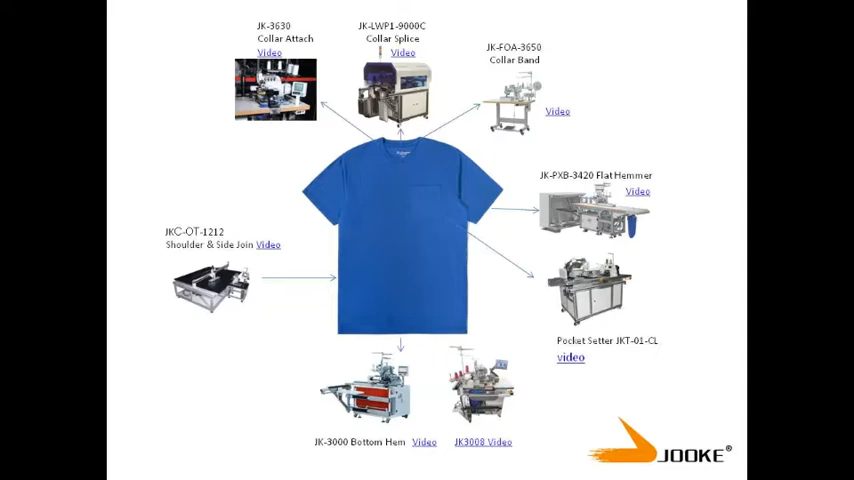 JK-3630
Collar Attach
Video
JK-LWP1-9000C
Collar Splice
Video
JK-FOA-3650
Collar Band
Video
JK-PXB-3420 Flat Hemmer
Video
JKC-OT-1212
Shoulder & Side Join Video
Pocket Setter JKT-01-CL
video
JK-3000 Bottom Hem Video
JK3008 Video
JOOKE®